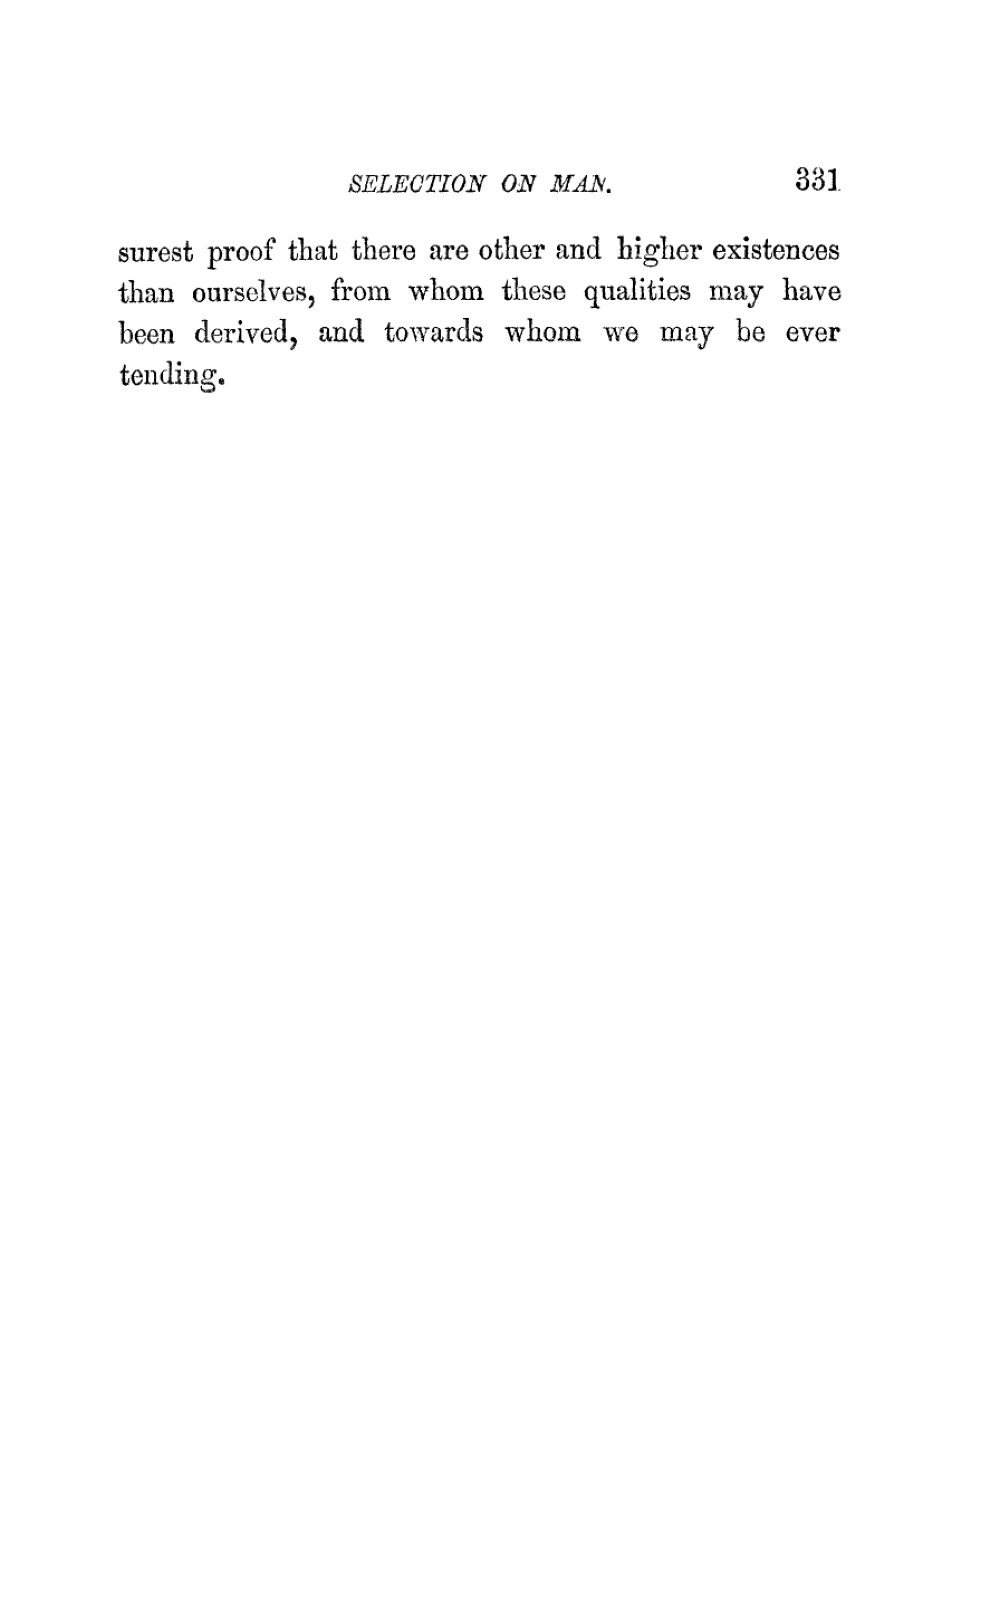 SELECTION ON MAN. 331
surest proof that there are other and higher existences
than ourselves, from whom these qualities may have
been derived, and towards whom we may be ever
tending.